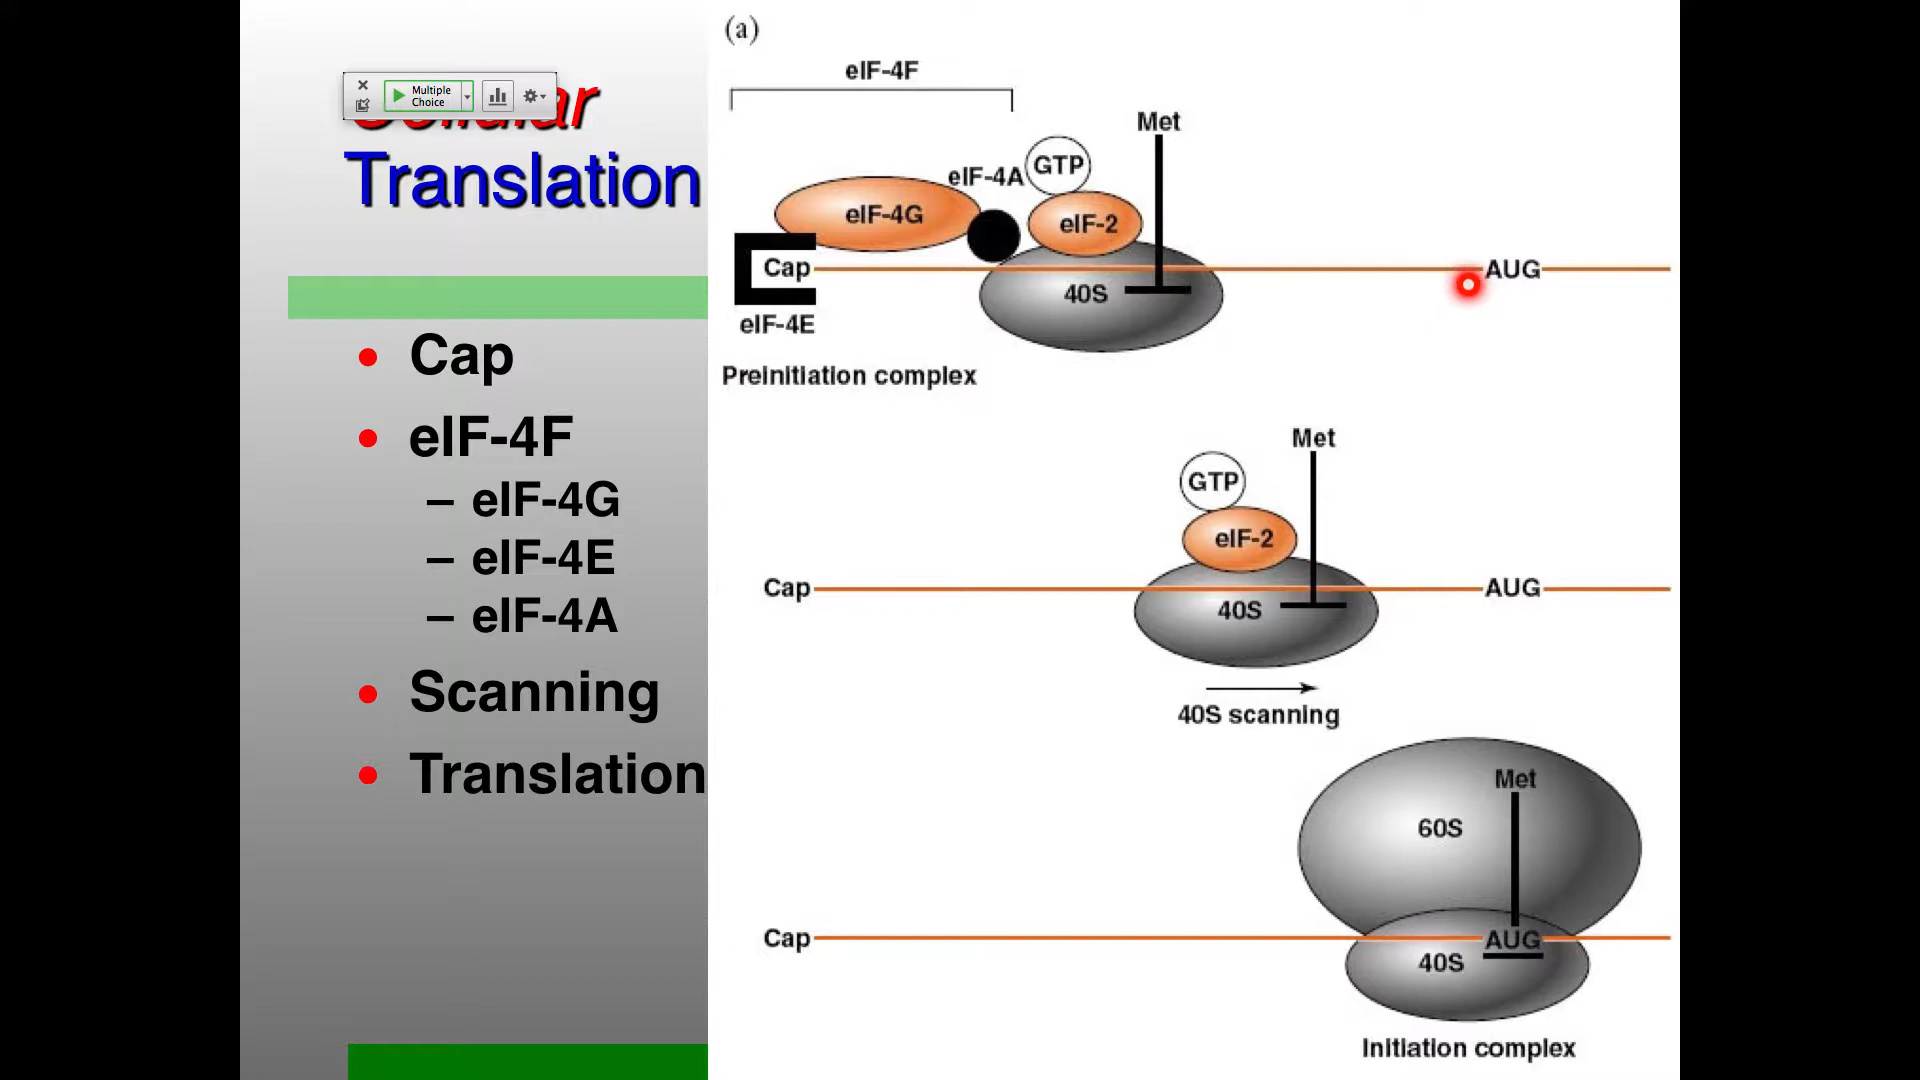 Multiple
Choice
Cellular
Translation
Cap
eIF-4F
– eIF-4G
– eIF-4E
– eIF-4A
Scanning
Translation
(a)
eIF-4F
Met
GTP
eIF-4A
eIF-4G
eIF-2
Cap
AUG
40S
eIF-4E
Preinitiation complex
Met
GTP
eIF-2
Cap
AUG
40S
40S scanning
Met
60S
Cap
AUG
40S
Initiation complex